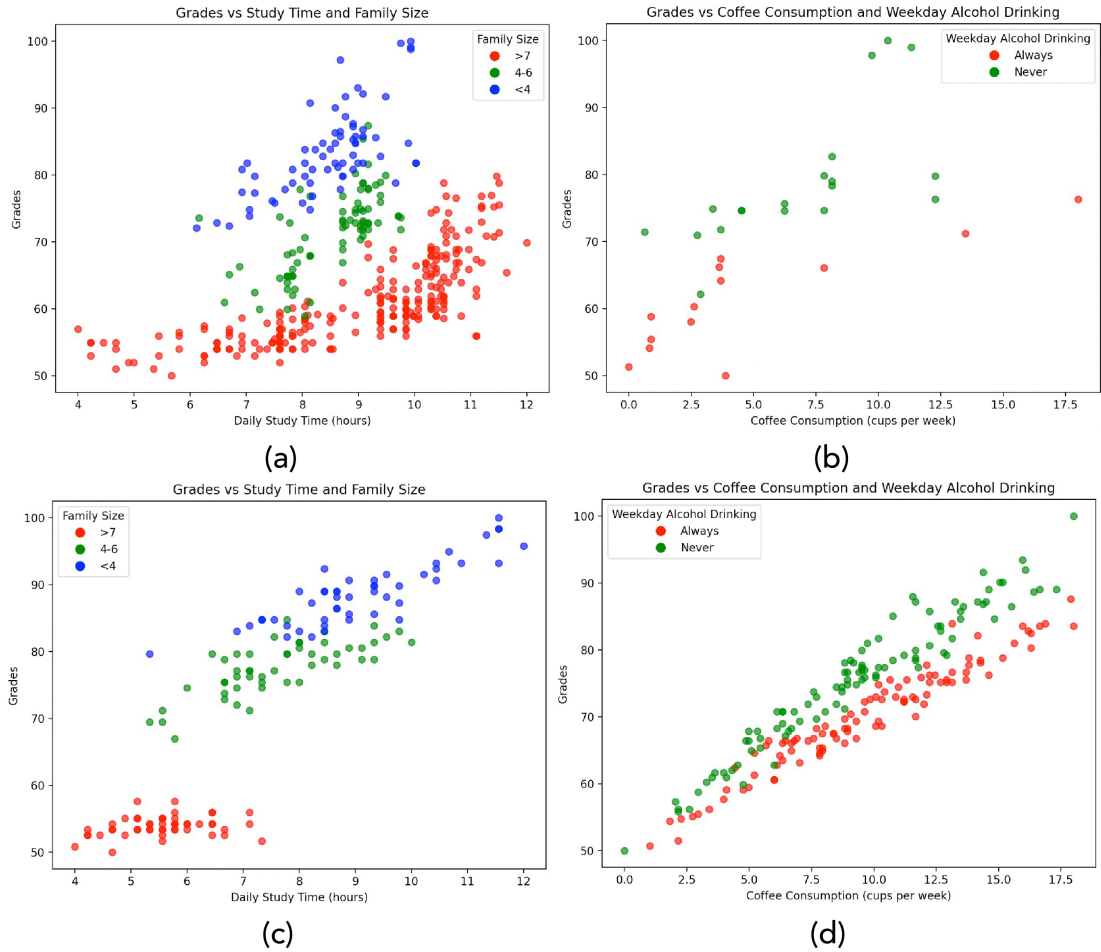 Grades vs Study Time and Family Size
Grades
100
90
80
70
60
50
Family Size
>7
4-6
<4
4 5 6 7 8 9 10 11 12
Daily Study Time (hours)
(a)
Grades vs Coffee Consumption and Weekday Alcohol Drinking
Grades
100
90
80
70
60
50
Weekday Alcohol Drinking
Always
Never
0.0 2.5 5.0 7.5 10.0 12.5 15.0 17.5
Coffee Consumption (cups per week)
(b)
Grades vs Study Time and Family Size
Grades
100
90
80
70
60
50
Family Size
>7
4-6
<4
4 5 6 7 8 9 10 11 12
Daily Study Time (hours)
(c)
Grades vs Coffee Consumption and Weekday Alcohol Drinking
Grades
100
90
80
70
60
50
Weekday Alcohol Drinking
Always
Never
0.0 2.5 5.0 7.5 10.0 12.5 15.0 17.5
Coffee Consumption (cups per week)
(d)